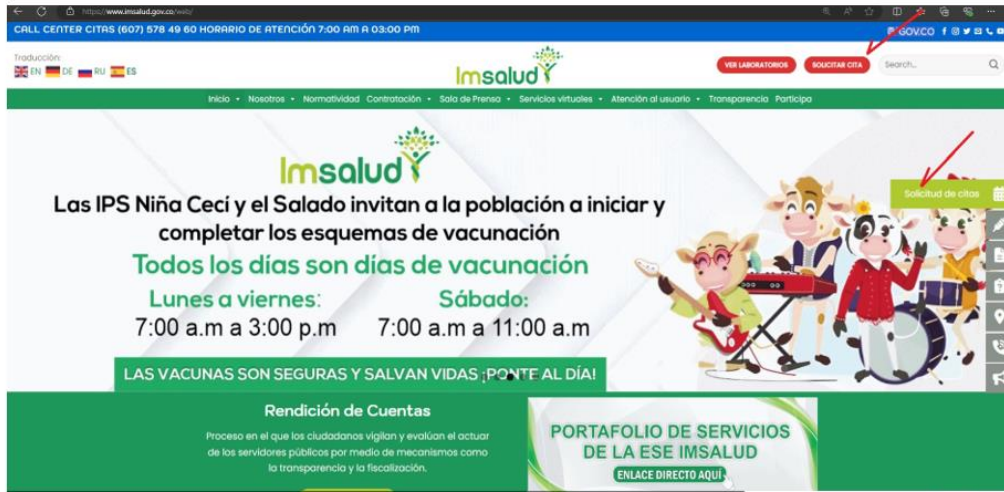 https://www.imsalud.gov.co/web/
CALL CENTER CITAS (607) 578 49 60 HORARIO DE ATENCIÓN 7:00 AM A 03:00 PM
GOV.CO
Traducción:
EN DE RU ES
Imsalud
VER LABORATORIOS
SOLICITAR CITA
Search...
Inicio Nosotros Normatividad Contratación Sala de Prensa Servicios virtuales Atención al usuario Transparencia Participa
Imsalud
Las IPS Niña Cecí y el Salado invitan a la población a iniciar y
completar los esquemas de vacunación
Todos los días son días de vacunación
Lunes a viernes: Sábado:
7:00 a.m a 3:00 p.m 7:00 a.m a 11:00 a.m
LAS VACUNAS SON SEGURAS Y SALVAN VIDAS ¡PONTE AL DÍA!
Solicitud de citas
Rendición de Cuentas
Proceso en el que los ciudadanos vigilan y evalúan el actuar
de los servidores públicos por medio de mecanismos como
la transparencia y la fiscalización.
PORTAFOLIO DE SERVICIOS
DE LA ESE IMSALUD
ENLACE DIRECTO AQUÍ